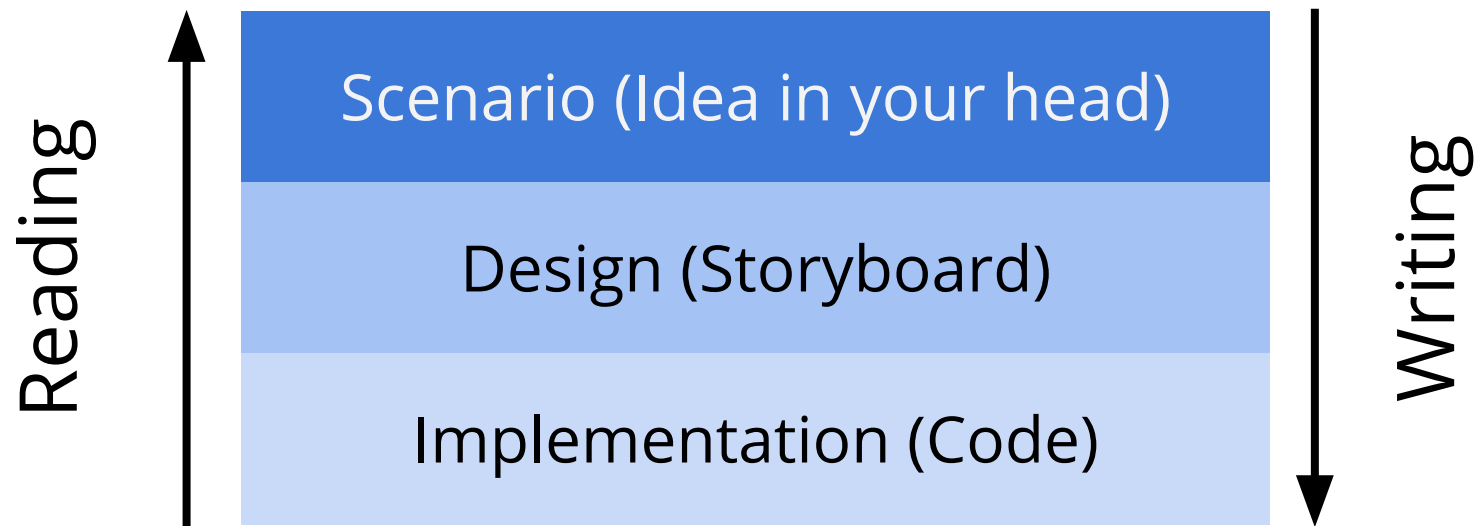 Reading
Scenario (Idea in your head)
Design (Storyboard)
Implementation (Code)
Writing